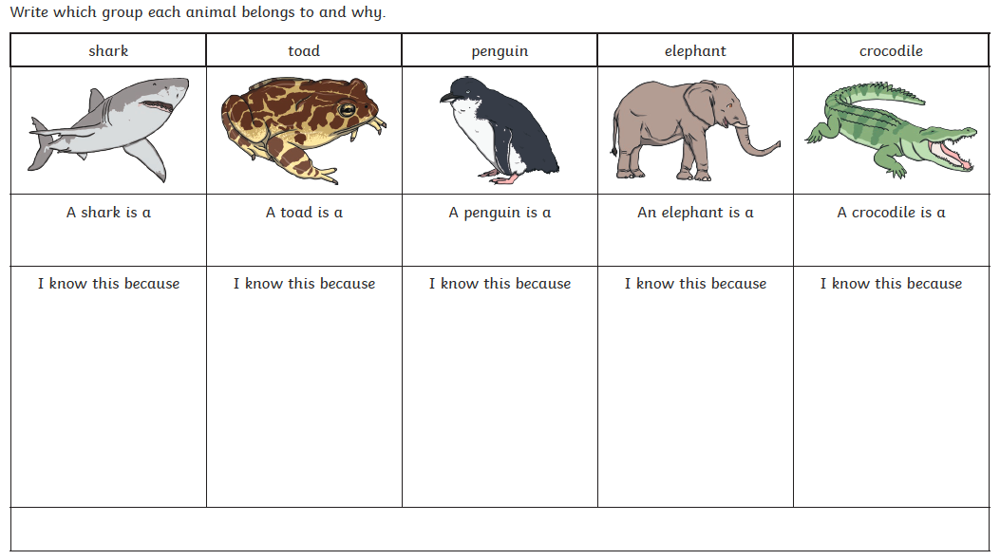 Write which group each animal belongs to and why.
shark toad penguin elephant crocodile
A shark is a A toad is a A penguin is a An elephant is a A crocodile is a
I know this because I know this because I know this because I know this because I know this because